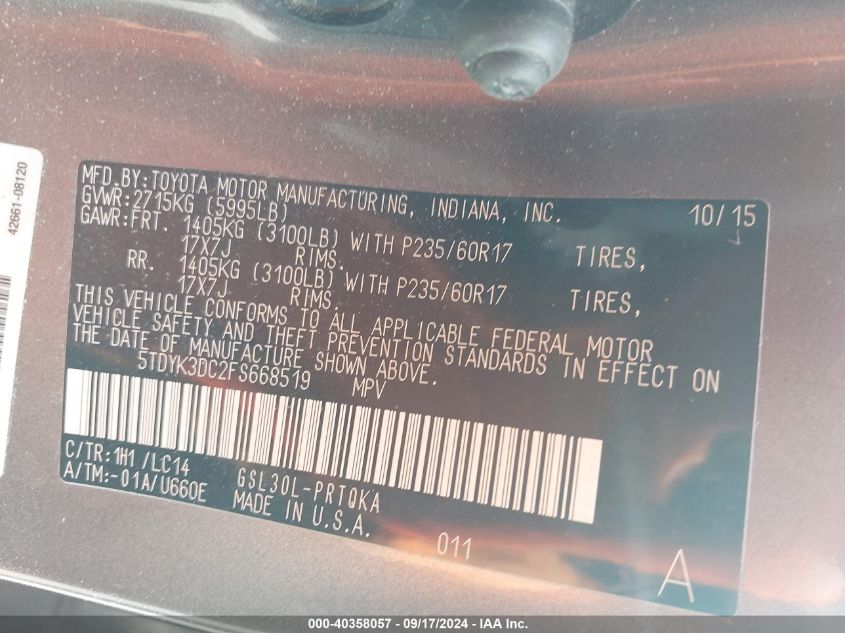 42661-08120
MFD.BY:TOYOTA MOTOR MANUFACTURING, INDIANA, INC. 10/15
GVWR:2715KG (5995LB)
GAWR:FRT. 1405KG (3100LB) WITH P235/60R17 TIRES,
17X7J RIMS.
RR. 1405KG (3100LB) WITH P235/60R17 TIRES,
17X7J RIMS
THIS VEHICLE CONFORMS TO ALL APPLICABLE FEDERAL MOTOR
VEHICLE SAFETY AND THEFT PREVENTION STANDARDS IN EFFECT ON
THE DATE OF MANUFACTURE SHOWN ABOVE.
5TDYK3DC2FS668519 MPV
C/TR:1H1 /LC14
A/TM:-01A/U660E GSL30L-PRTQKA
MADE IN U.S.A.
011
A
000-40358057 - 09/17/2024 - IAA Inc.